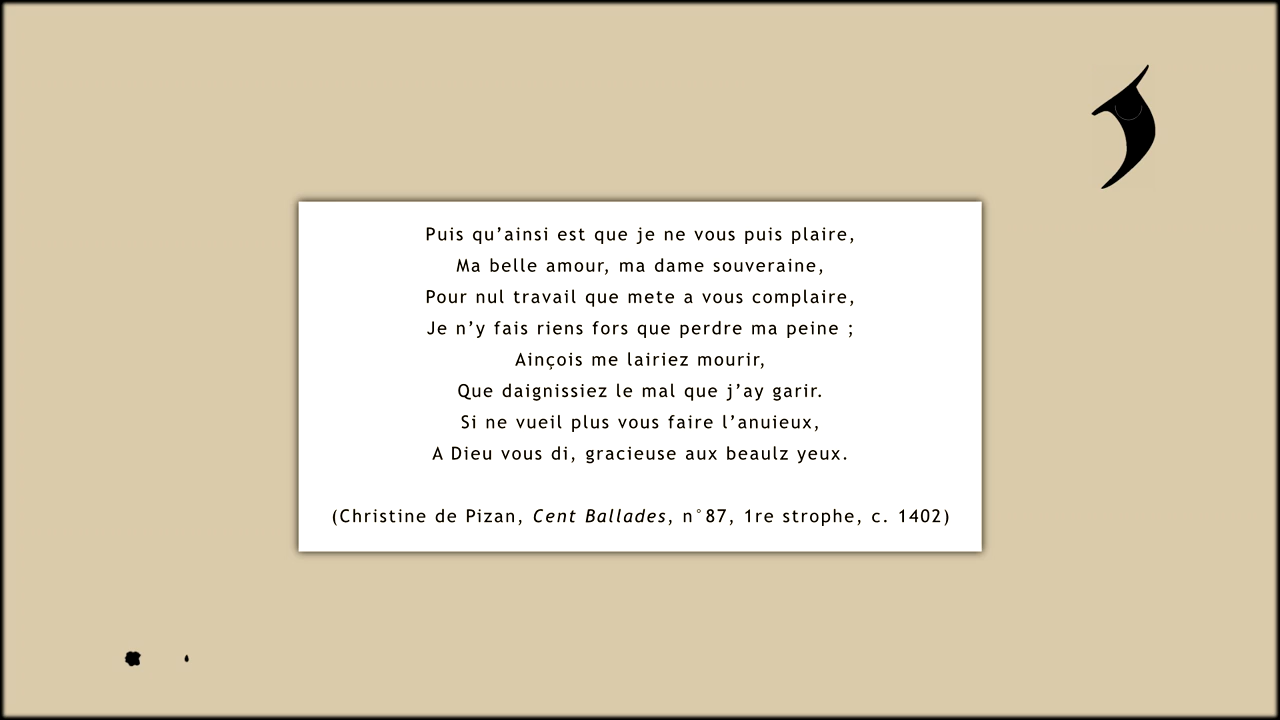 Puis qu’ainsi est que je ne vous puis plaire,
Ma belle amour, ma dame souveraine,
Pour nul travail que mete a vous complaire,
Je n’y fais riens fors que perdre ma peine ;
Ainçois me lairiez mourir,
Que daignissiez le mal que j’ay garir.
Si ne vueil plus vous faire l’anuieux,
A Dieu vous di, gracieuse aux beaulz yeux.
(Christine de Pizan, Cent Ballades, n°87, 1re strophe, c. 1402)